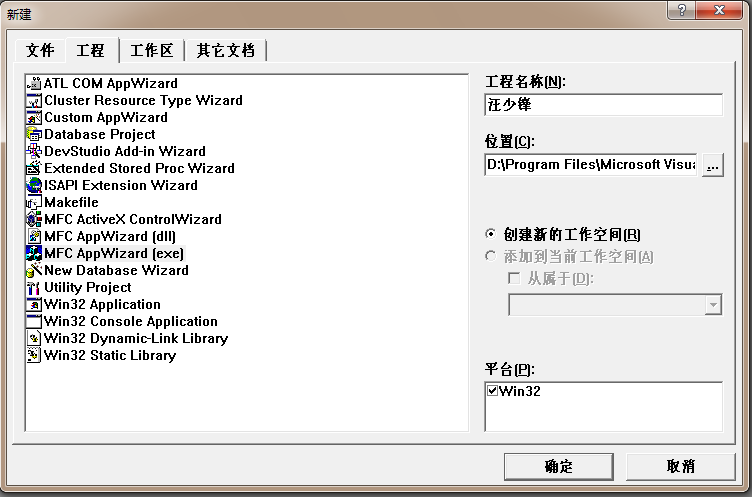 新建
文件 工程 工作区 其它文档
ATL COM AppWizard
Cluster Resource Type Wizard
Custom AppWizard
Database Project
DevStudio Add-in Wizard
Extended Stored Proc Wizard
ISAPI Extension Wizard
Makefile
MFC ActiveX ControlWizard
MFC AppWizard (dll)
MFC AppWizard (exe)
New Database Wizard
Utility Project
Win32 Application
Win32 Console Application
Win32 Dynamic-Link Library
Win32 Static Library
工程名称(N):
汪少锋
位置(C):
D:\Program Files\Microsoft Visua
...
创建新的工作空间(R)
添加到当前工作空间(A)
从属于(D):
平台(P):
Win32
确定 取消